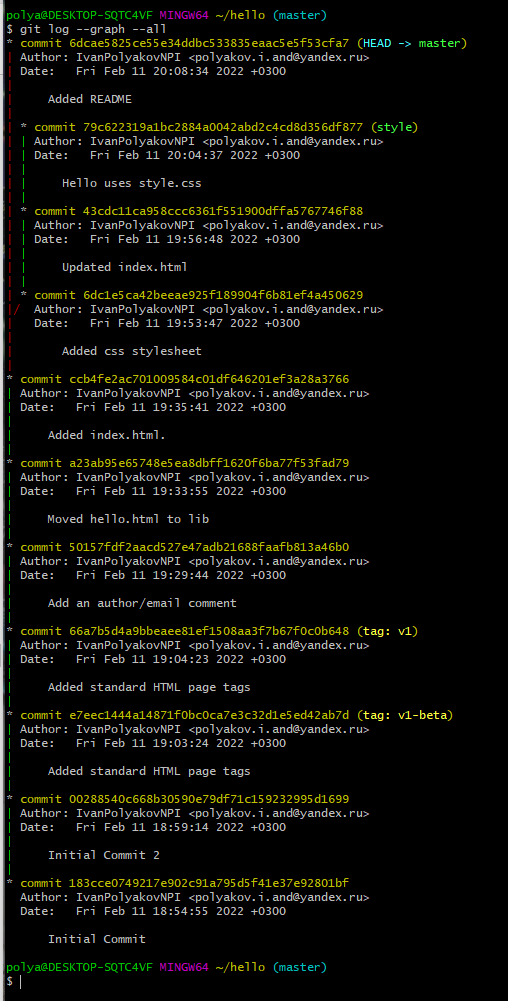 polya@DESKTOP-SQTC4VF MINGW64 ~/hello (master)
$ git log --graph --all
* commit 6dcae5825ce55e34ddbc533835eaac5e5f53cfa7 (HEAD -> master)
| Author: IvanPolyakovNPI <polyakov.i.and@yandex.ru>
| Date:   Fri Feb 11 20:08:34 2022 +0300
|
|     Added README
|
| * commit 79c622319a1bc2884a0042abd2c4cd8d356df877 (style)
| | Author: IvanPolyakovNPI <polyakov.i.and@yandex.ru>
| | Date:   Fri Feb 11 20:04:37 2022 +0300
| |
| |     Hello uses style.css
| |
| * commit 43cdc11ca958ccc6361f551900dffa5767746f88
| | Author: IvanPolyakovNPI <polyakov.i.and@yandex.ru>
| | Date:   Fri Feb 11 19:56:48 2022 +0300
| |
| |     Updated index.html
| |
| * commit 6dc1e5ca42beeae925f189904f6b81ef4a450629
|/  Author: IvanPolyakovNPI <polyakov.i.and@yandex.ru>
|   Date:   Fri Feb 11 19:53:47 2022 +0300
|
|       Added css stylesheet
|
* commit ccb4fe2ac701009584c01df646201ef3a28a3766
| Author: IvanPolyakovNPI <polyakov.i.and@yandex.ru>
| Date:   Fri Feb 11 19:35:41 2022 +0300
|
|     Added index.html.
|
* commit a23ab95e65748e5ea8dbff1620f6ba77f53fad79
| Author: IvanPolyakovNPI <polyakov.i.and@yandex.ru>
| Date:   Fri Feb 11 19:33:55 2022 +0300
|
|     Moved hello.html to lib
|
* commit 50157fdf2aacd527e47adb21688faafb813a46b0
| Author: IvanPolyakovNPI <polyakov.i.and@yandex.ru>
| Date:   Fri Feb 11 19:29:44 2022 +0300
|
|     Add an author/email comment
|
* commit 66a7b5d4a9bbeaee81ef1508aa3f7b67f0c0b648 (tag: v1)
| Author: IvanPolyakovNPI <polyakov.i.and@yandex.ru>
| Date:   Fri Feb 11 19:04:23 2022 +0300
|
|     Added standard HTML page tags
|
* commit e7eec1444a14871f0bc0ca7e3c32d1e5ed42ab7d (tag: v1-beta)
| Author: IvanPolyakovNPI <polyakov.i.and@yandex.ru>
| Date:   Fri Feb 11 19:03:24 2022 +0300
|
|     Added standard HTML page tags
|
* commit 00288540c668b30590e79df71c159232995d1699
| Author: IvanPolyakovNPI <polyakov.i.and@yandex.ru>
| Date:   Fri Feb 11 18:59:14 2022 +0300
|
|     Initial Commit 2
|
* commit 183cce0749217e902c91a795d5f41e37e92801bf
  Author: IvanPolyakovNPI <polyakov.i.and@yandex.ru>
  Date:   Fri Feb 11 18:54:55 2022 +0300

      Initial Commit

polya@DESKTOP-SQTC4VF MINGW64 ~/hello (master)
$